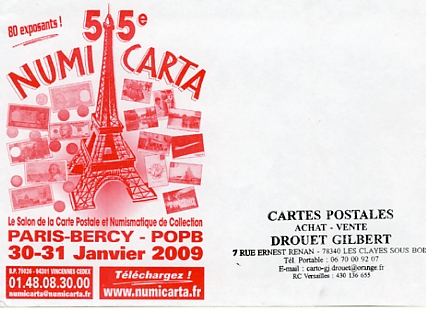 80 exposants !
55e
NUMICARTA
Le Salon de la Carte Postale et Numismatique de Collection
PARIS-BERCY - POPB
30-31 Janvier 2009
B.P. 70026 - 94301 VINCENNES CEDEX
01.48.08.30.00
numicarta@numicarta.fr
Téléchargez !
www.numicarta.fr
CARTES POSTALES
ACHAT - VENTE
DROUET GILBERT
7 RUE ERNEST RENAN - 78340 LES CLAYES SOUS BOI
Tél. Portable : 06 70 00 92 07
E-mail : carto-gj.drouet@orange.fr
RC Versailles : 430 136 655